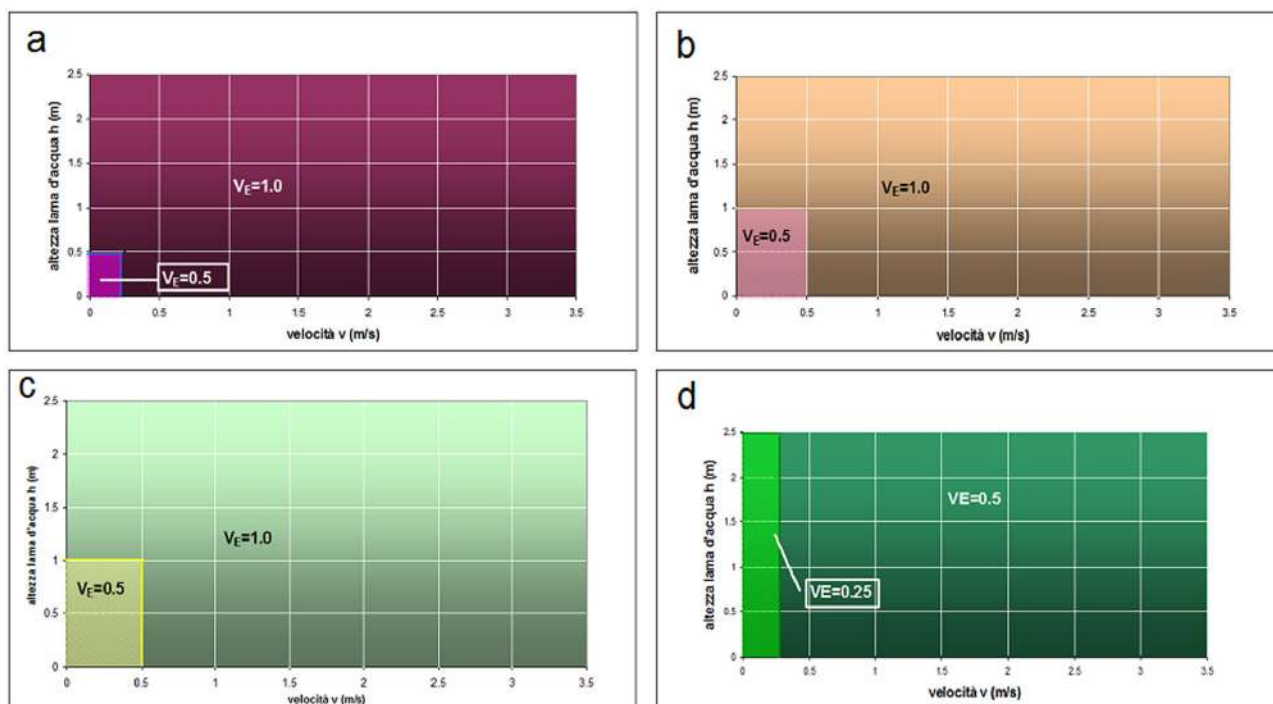 a
altezza lama d'acqua h (m)
2.5
2
1.5
1
0.5
0
V_E=1.0
V_E=0.5
0 0.5 1 1.5 2 2.5 3 3.5
velocità v (m/s)
b
altezza lama d'acqua h (m)
2.5
2
1.5
1
0.5
0
V_E=1.0
V_E=0.5
0 0.5 1 1.5 2 2.5 3 3.5
velocità v (m/s)
c
altezza lama d'acqua h (m)
2.5
2
1.5
1
0.5
0
V_E=1.0
V_E=0.5
0 0.5 1 1.5 2 2.5 3 3.5
velocità v (m/s)
d
altezza lama d'acqua h (m)
2.5
2
1.5
1
0.5
0
VE=0.5
VE=0.25
0 0.5 1 1.5 2 2.5 3 3.5
velocità v (m/s)